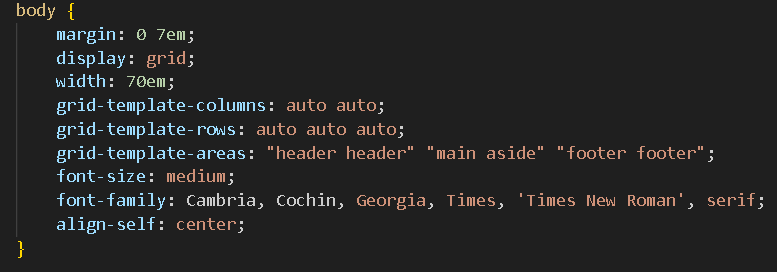 body {
    margin: 0 7em;
    display: grid;
    width: 70em;
    grid-template-columns: auto auto;
    grid-template-rows: auto auto auto;
    grid-template-areas: "header header" "main aside" "footer footer";
    font-size: medium;
    font-family: Cambria, Cochin, Georgia, Times, 'Times New Roman', serif;
    align-self: center;
}